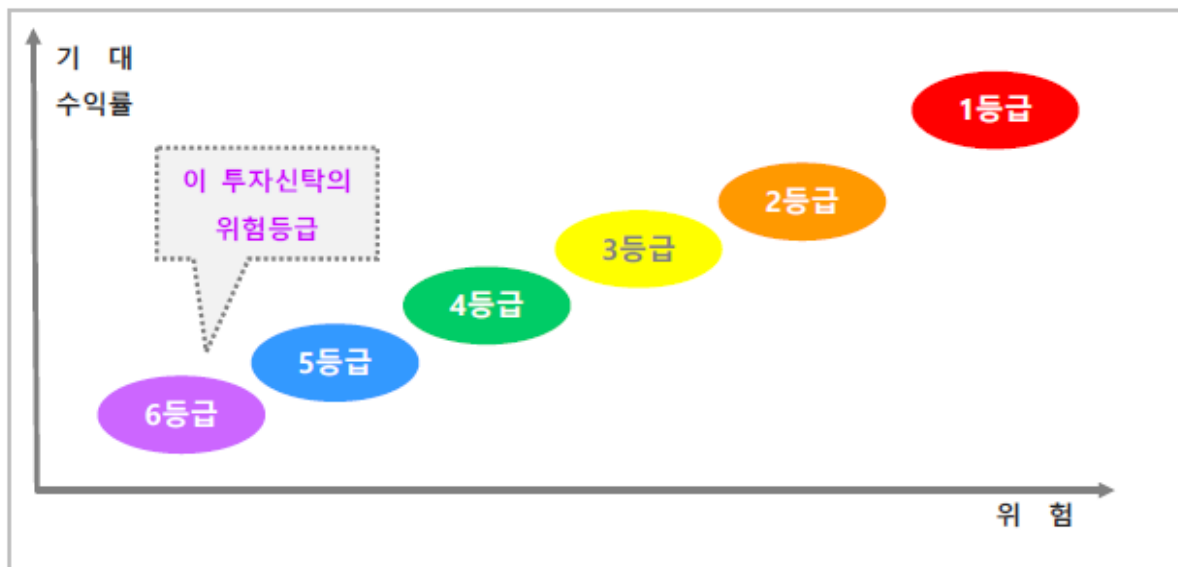 기 대
수익률
1등급
이 투자신탁의
위험등급
2등급
3등급
4등급
5등급
6등급
위 험